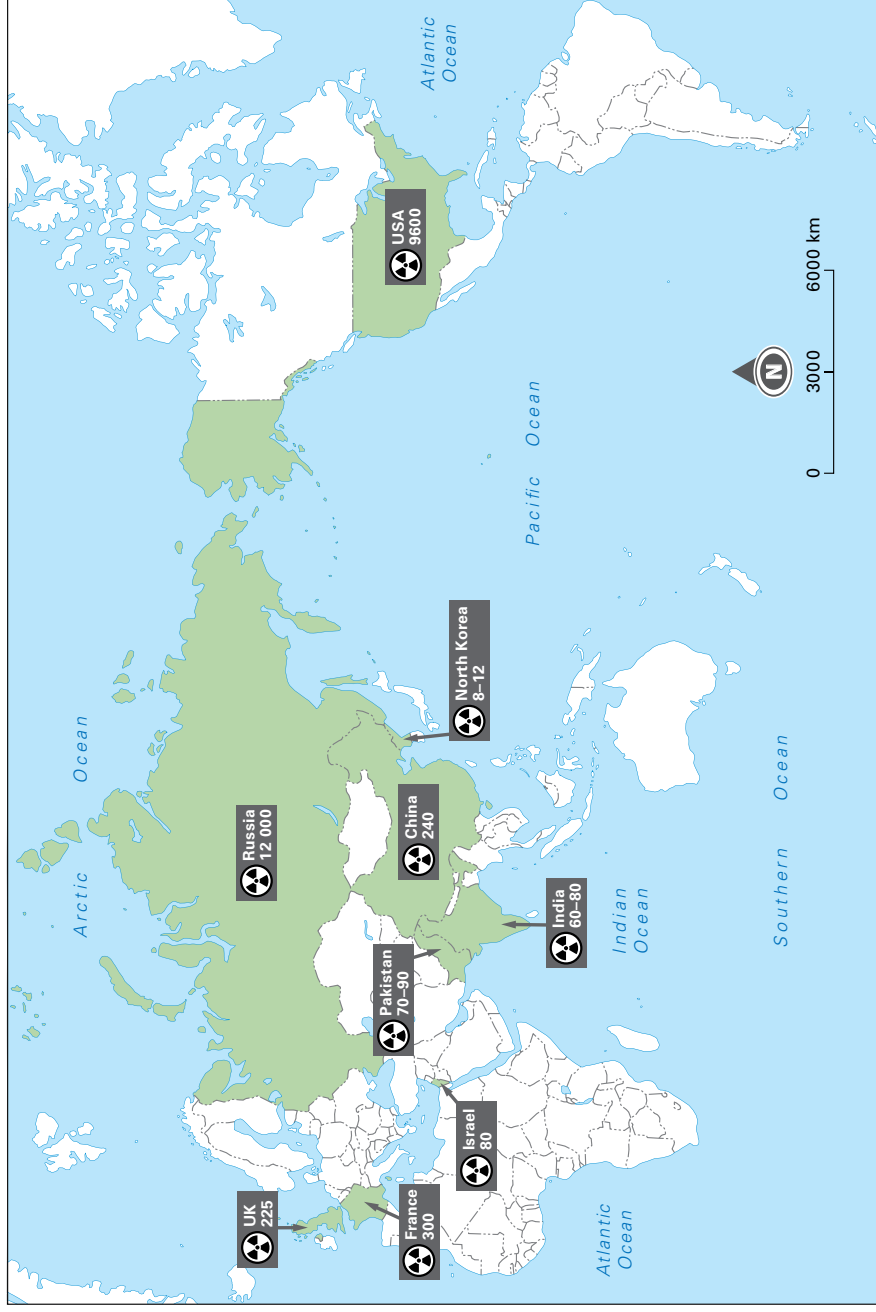 Arctic Ocean
Atlantic
Ocean
UK
225
Russia
12 000
USA
9600
France
300
Pakistan
70–90
China
240
North Korea
8–12
Israel
80
India
60–80
Pacific Ocean
Atlantic
Ocean
Indian
Ocean
Southern Ocean
N
0 3000 6000 km